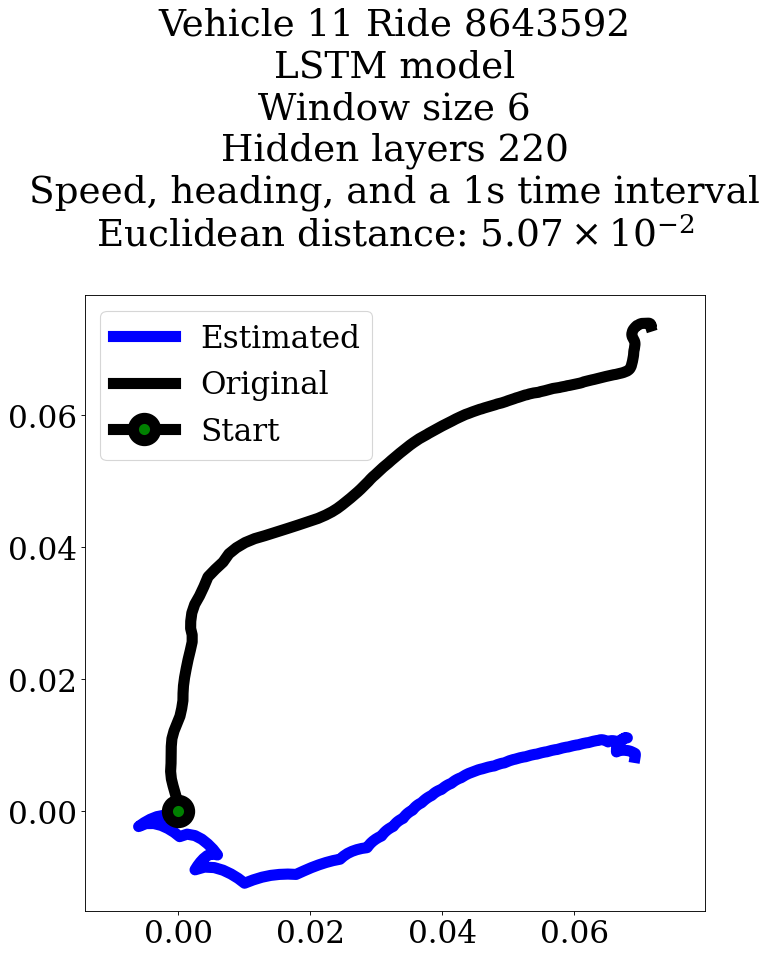 Vehicle 11 Ride 8643592
LSTM model
Window size 6
Hidden layers 220
Speed, heading, and a 1s time interval
Euclidean distance: 5.07 × 10⁻²
Estimated
Original
Start
0.06
0.04
0.02
0.00
0.00 0.02 0.04 0.06